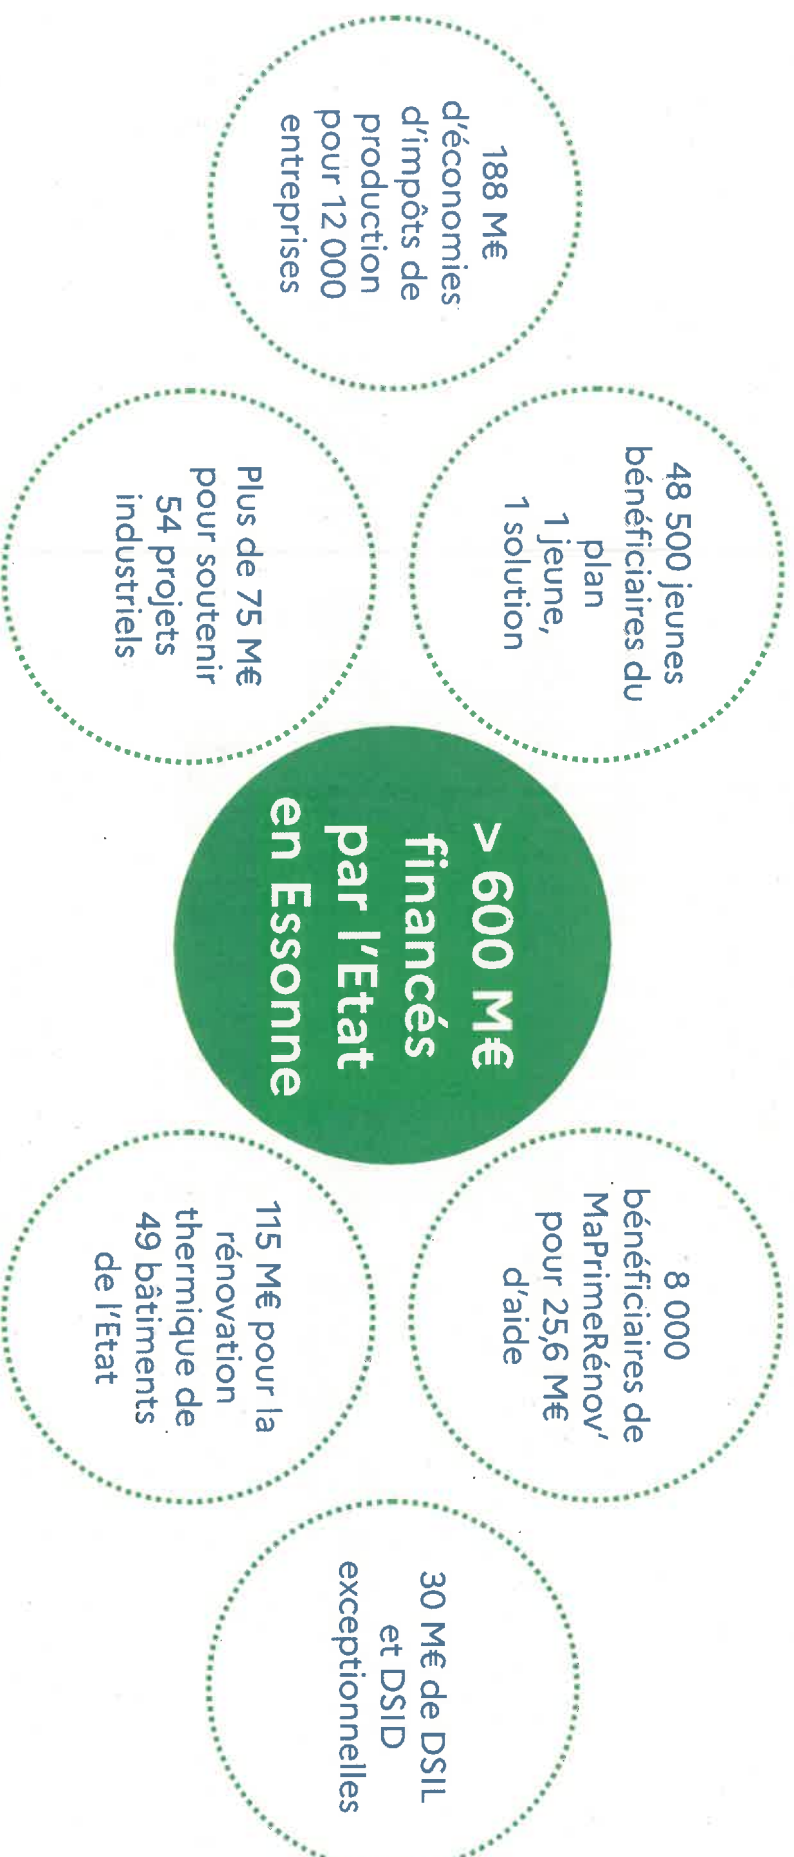 188 M€
d'économies
d'impôts de
production
pour 12 000
entreprises
48 500 jeunes
bénéficiaires du
plan
1 jeune,
1 solution
Plus de 75 M€
pour soutenir
54 projets
industriels
> 600 M€
financés
par l'Etat
en Essonne
8 000
bénéficiaires de
MaPrimeRénov'
pour 25,6 M€
d'aide
115 M€ pour la
rénovation
thermique de
49 bâtiments
de l'Etat
30 M€ de DSIL
et DSID
exceptionnelles